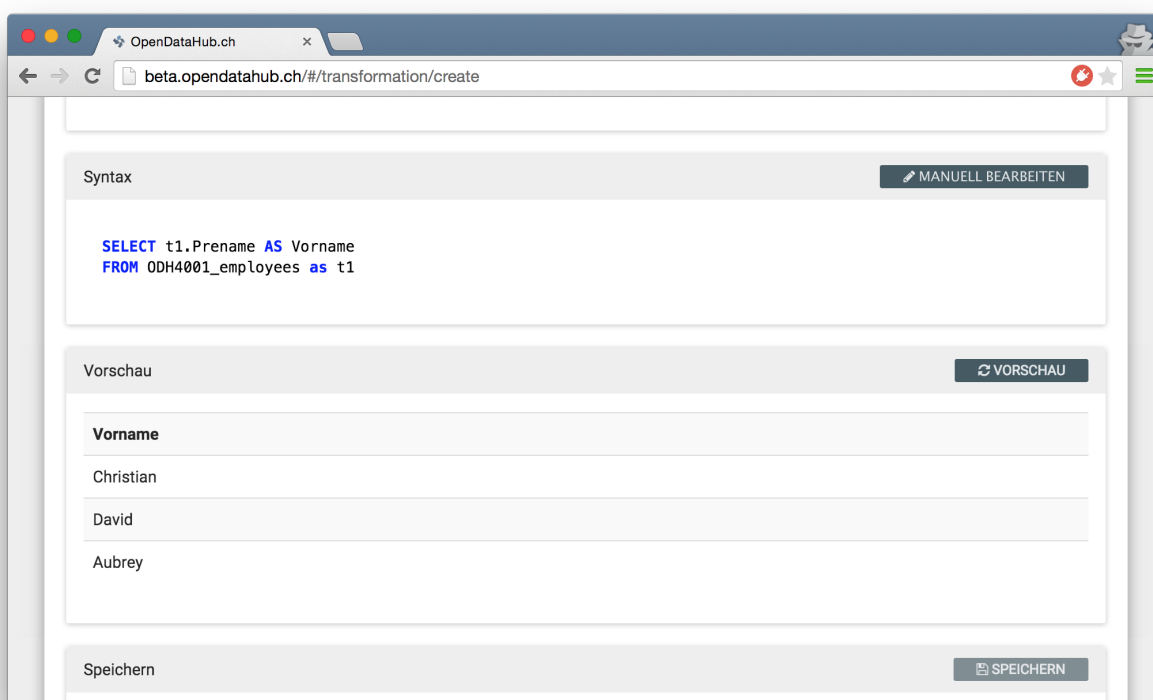 OpenDataHub.ch
beta.opendatahub.ch/#/transformation/create
Syntax
MANUELL BEARBEITEN
SELECT t1.Prename AS Vorname
FROM ODH4001_employees as t1
Vorschau
VORSCHAU
Vorname
Christian
David
Aubrey
Speichern
SPEICHERN